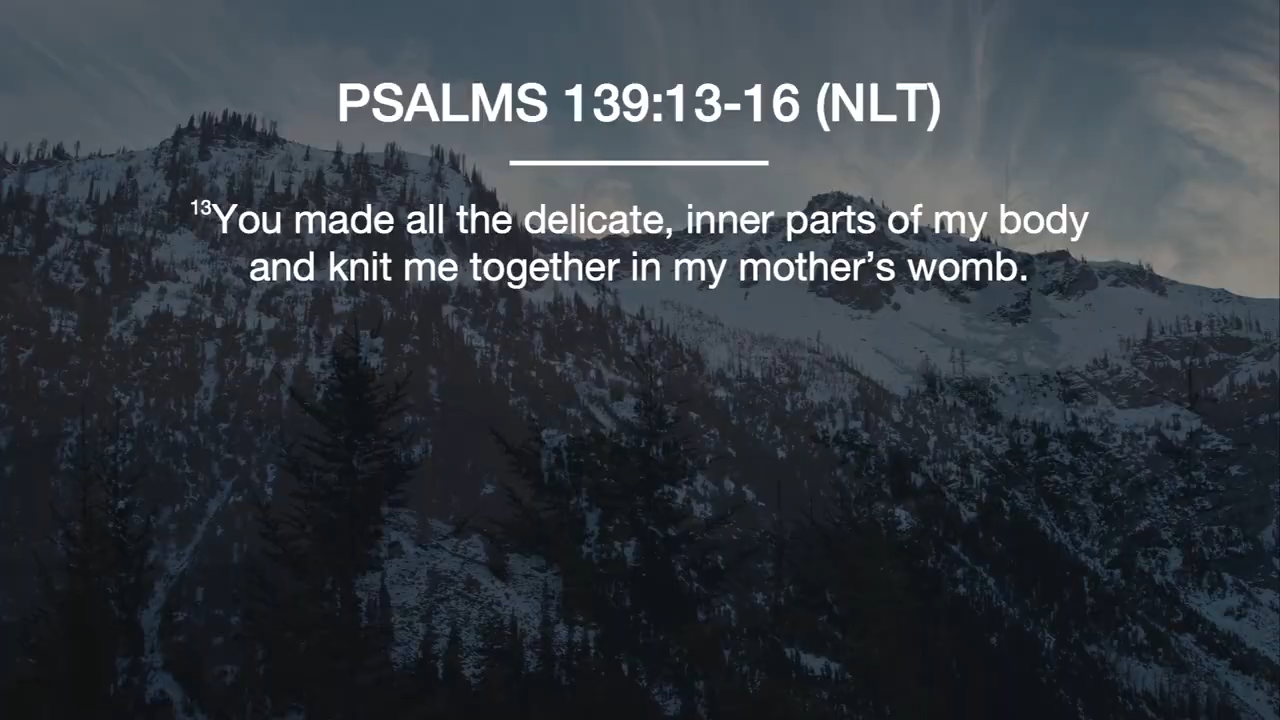 PSALMS 139:13-16 (NLT)
¹³You made all the delicate, inner parts of my body
and knit me together in my mother’s womb.